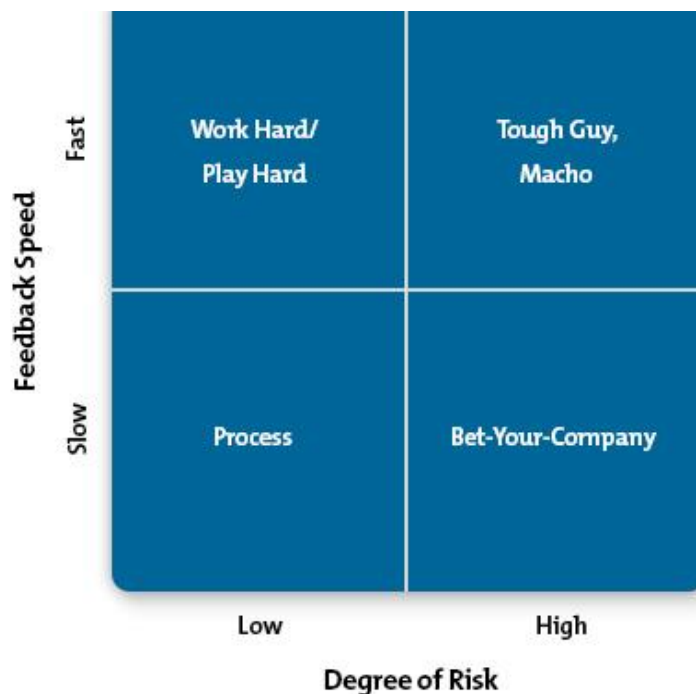 Feedback Speed
Fast
Slow
Work Hard/
Play Hard
Tough Guy,
Macho
Process
Bet-Your-Company
Low
High
Degree of Risk